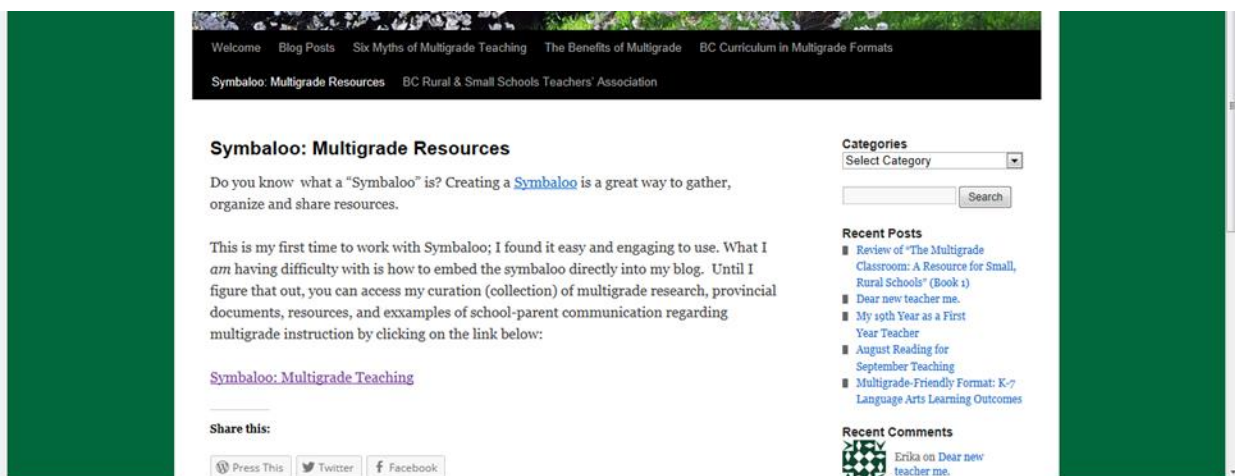 Welcome Blog Posts Six Myths of Multigrade Teaching The Benefits of Multigrade BC Curriculum in Multigrade Formats
Symbaloo: Multigrade Resources BC Rural & Small Schools Teachers' Association
Symbaloo: Multigrade Resources
Do you know what a "Symbaloo" is? Creating a Symbaloo is a great way to gather,
organize and share resources.
This is my first time to work with Symbaloo; I found it easy and engaging to use. What I
am having difficulty with is how to embed the symbaloo directly into my blog. Until I
figure that out, you can access my curation (collection) of multigrade research, provincial
documents, resources, and exxamples of school-parent communication regarding
multigrade instruction by clicking on the link below:
Symbaloo: Multigrade Teaching
Share this:
Press This Twitter Facebook
Categories
Select Category
Search
Recent Posts
Review of "The Multigrade
Classroom: A Resource for Small,
Rural Schools" (Book 1)
Dear new teacher me.
My 19th Year as a First
Year Teacher
August Reading for
September Teaching
Multigrade-Friendly Format: K-7
Language Arts Learning Outcomes
Recent Comments
Erika on Dear new
teacher me.